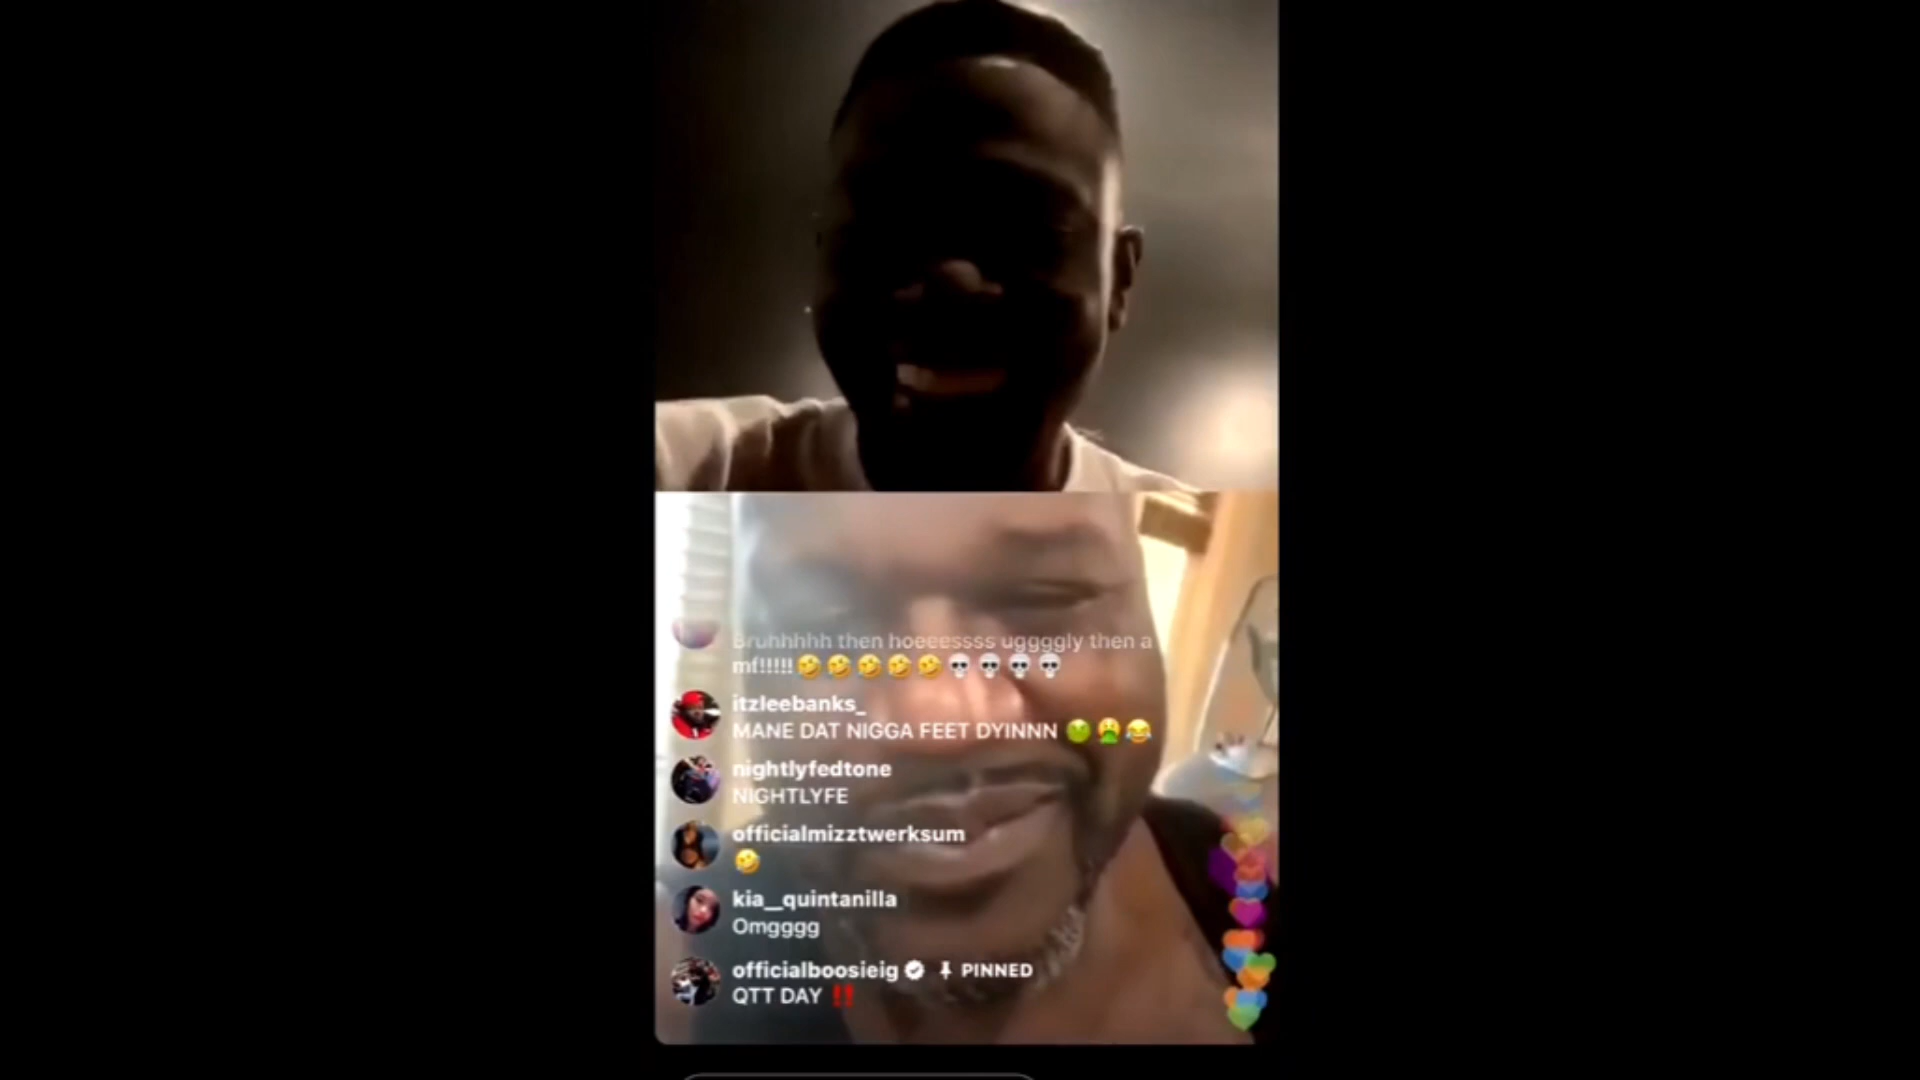 Bruhhhhh then hoeeessss uggggly then a
mf!!!!! 🤣🤣🤣🤣🤣💀💀💀💀
itzleebanks_
MANE DAT NIGGA FEET DYINNN 🤢🤮😂
nightlyfedtone
NIGHTLYFE
officialmizztwerksum
🤣
kia__quintanilla
Omgggg
officialboosieig PINNED
QTT DAY ‼️